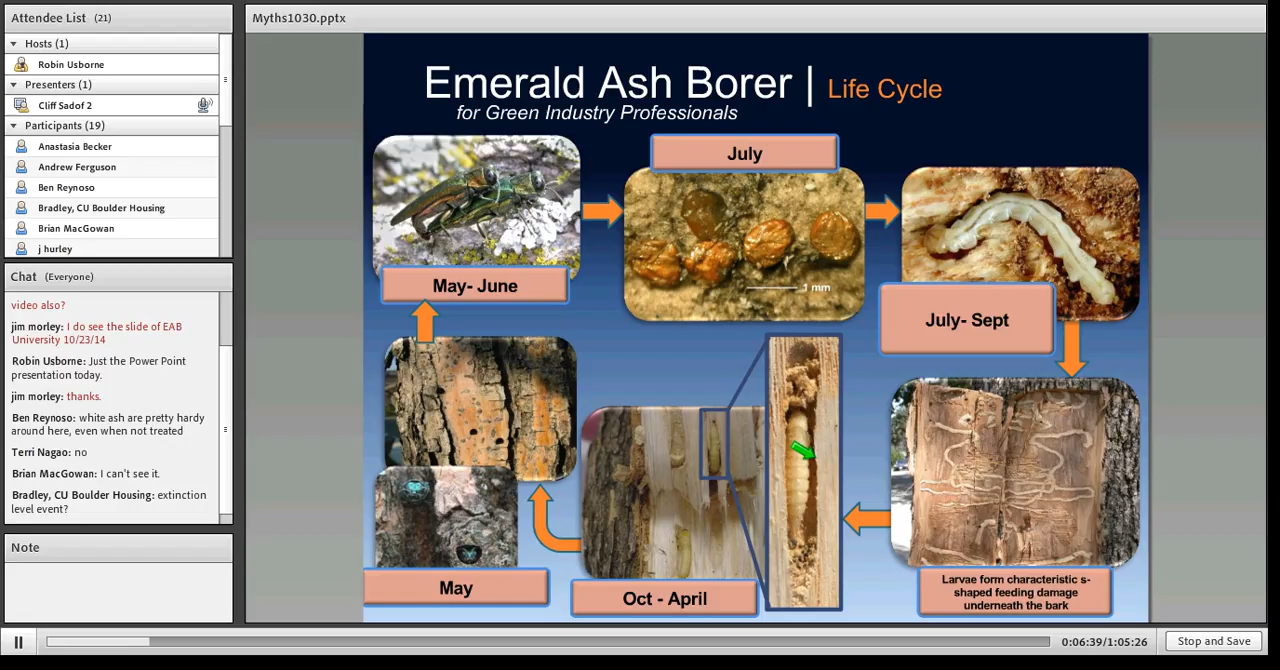 Attendee List (21)
Hosts (1)
Robin Usborne
Presenters (1)
Cliff Sadof 2
Participants (19)
Anastasia Becker
Andrew Ferguson
Ben Reynoso
Bradley, CU Boulder Housing
Brian MacGowan
j hurley
Chat (Everyone)
video also?
jim morley: I do see the slide of EAB
University 10/23/14
Robin Usborne: Just the Power Point
presentation today.
jim morley: thanks.
Ben Reynoso: white ash are pretty hardy
around here, even when not treated
Terri Nagao: no
Brian MacGowan: I can't see it.
Bradley, CU Boulder Housing: extinction
level event?
Note
Myths1030.pptx
Emerald Ash Borer | Life Cycle
for Green Industry Professionals
May- June
July
1 mm
July- Sept
Larvae form characteristic s-
shaped feeding damage
underneath the bark
Oct - April
May
0:06:39/1:05:26
Stop and Save